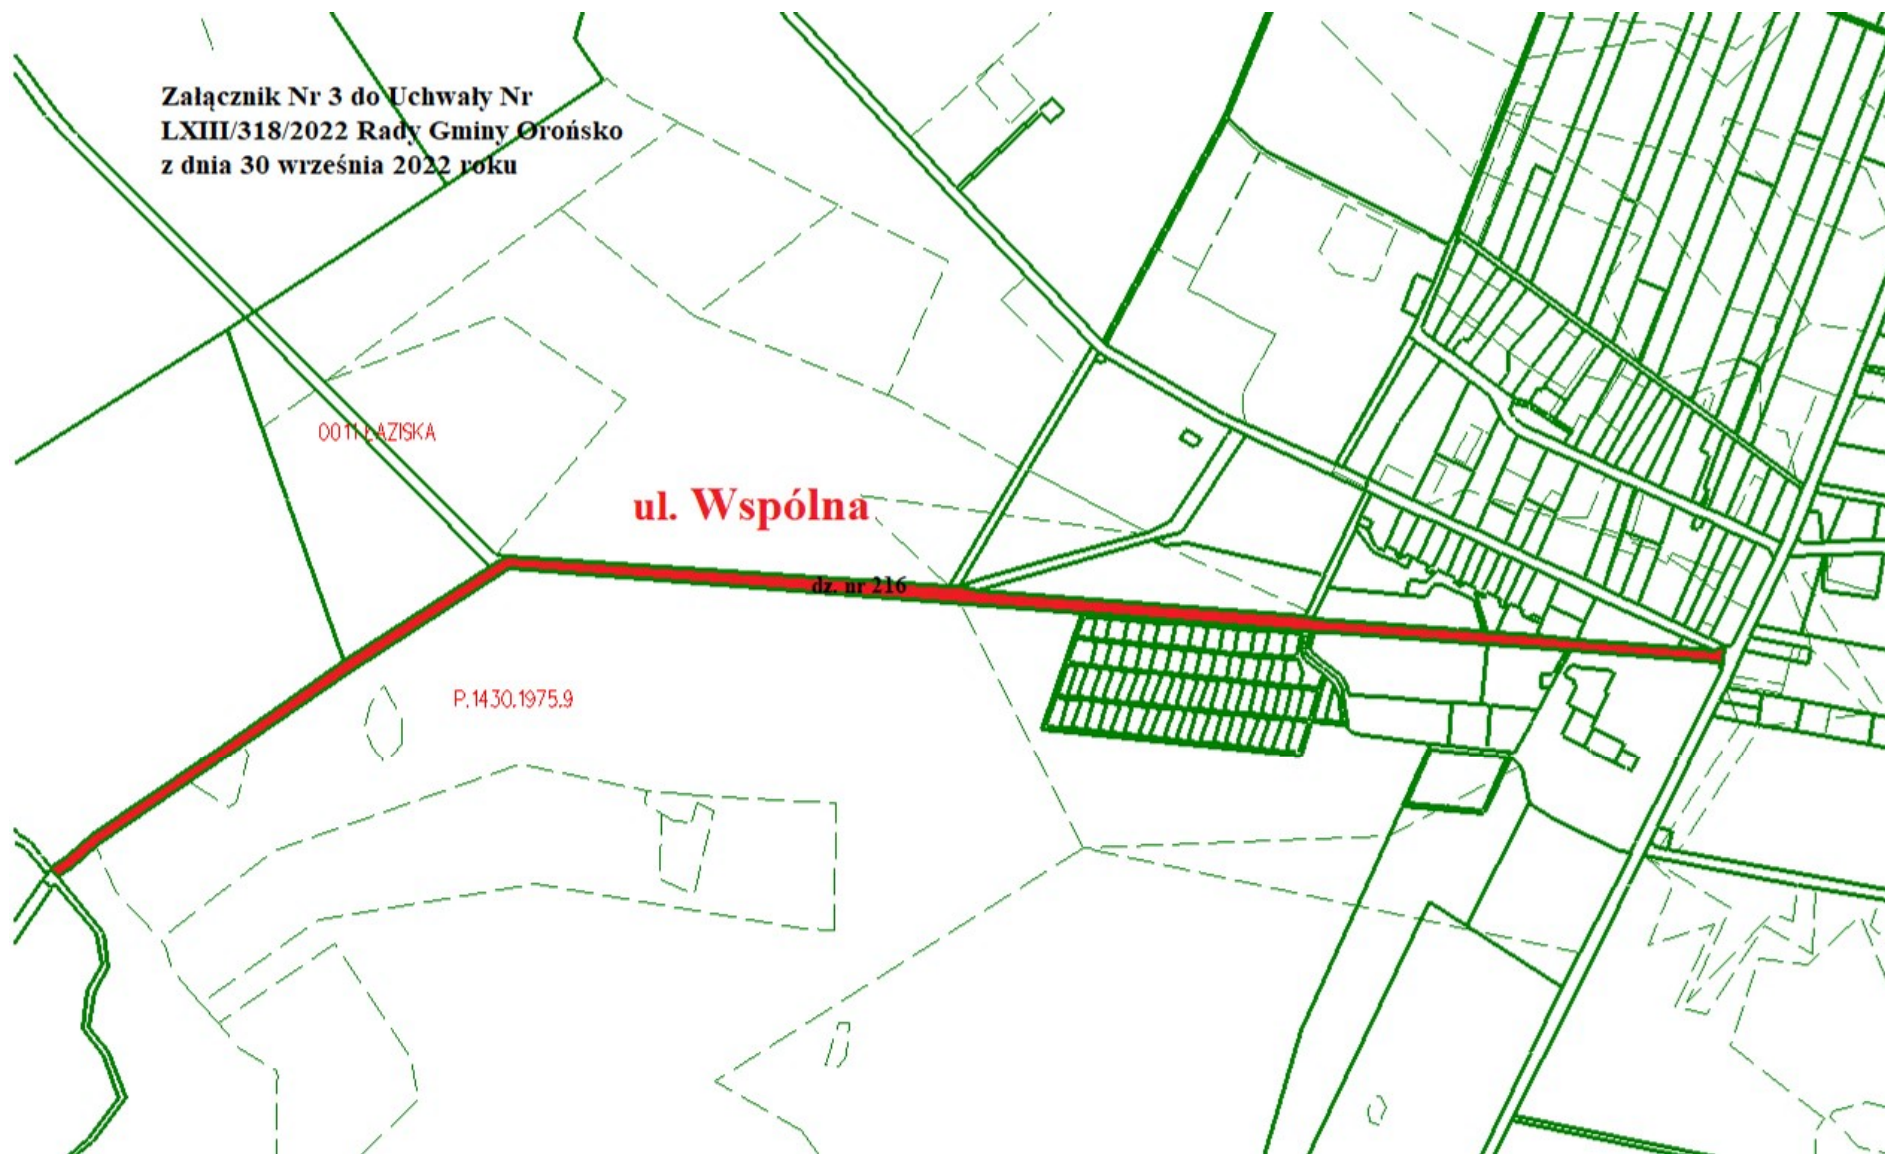 Załącznik Nr 3 do Uchwały Nr
LXIII/318/2022 Rady Gminy Orońsko
z dnia 30 września 2022 roku
0011 ŁAZISKA
ul. Wspólna
dz. nr 216
P.1430.1975.9